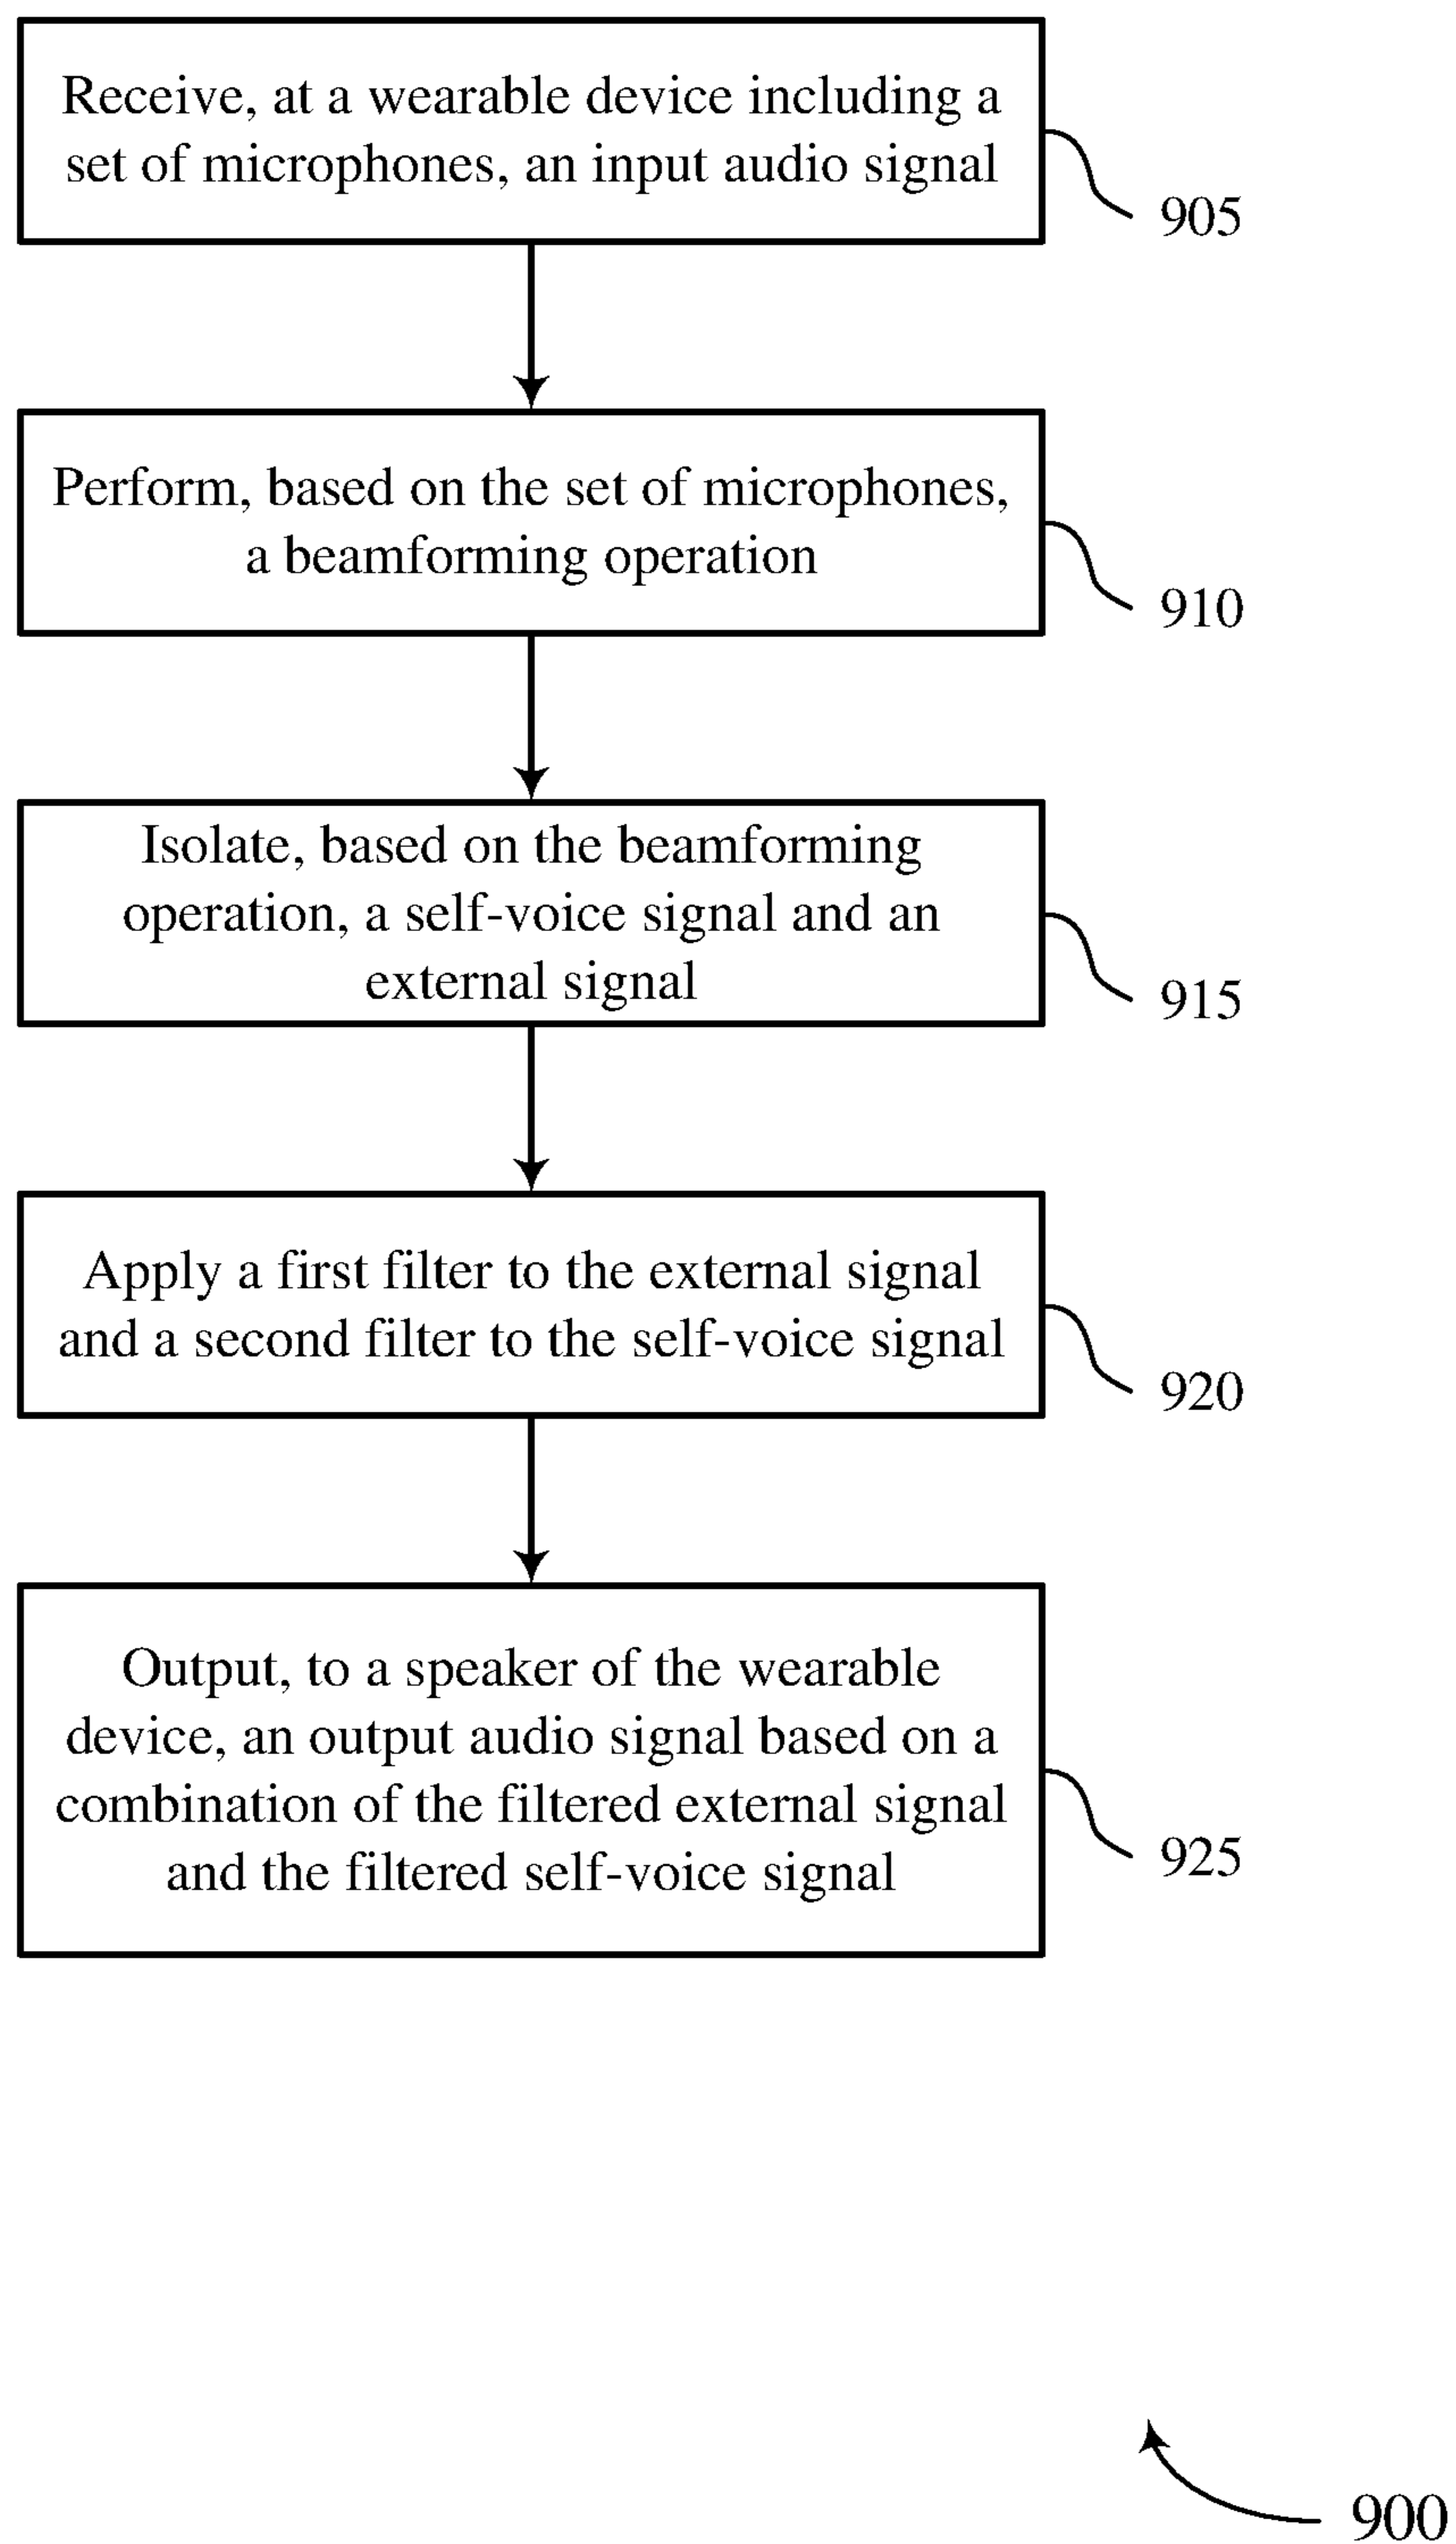 Receive, at a wearable device including a
set of microphones, an input audio signal
905
Perform, based on the set of microphones,
a beamforming operation
910
Isolate, based on the beamforming
operation, a self-voice signal and an
external signal
915
Apply a first filter to the external signal
and a second filter to the self-voice signal
920
Output, to a speaker of the wearable
device, an output audio signal based on a
combination of the filtered external signal
and the filtered self-voice signal
925
900